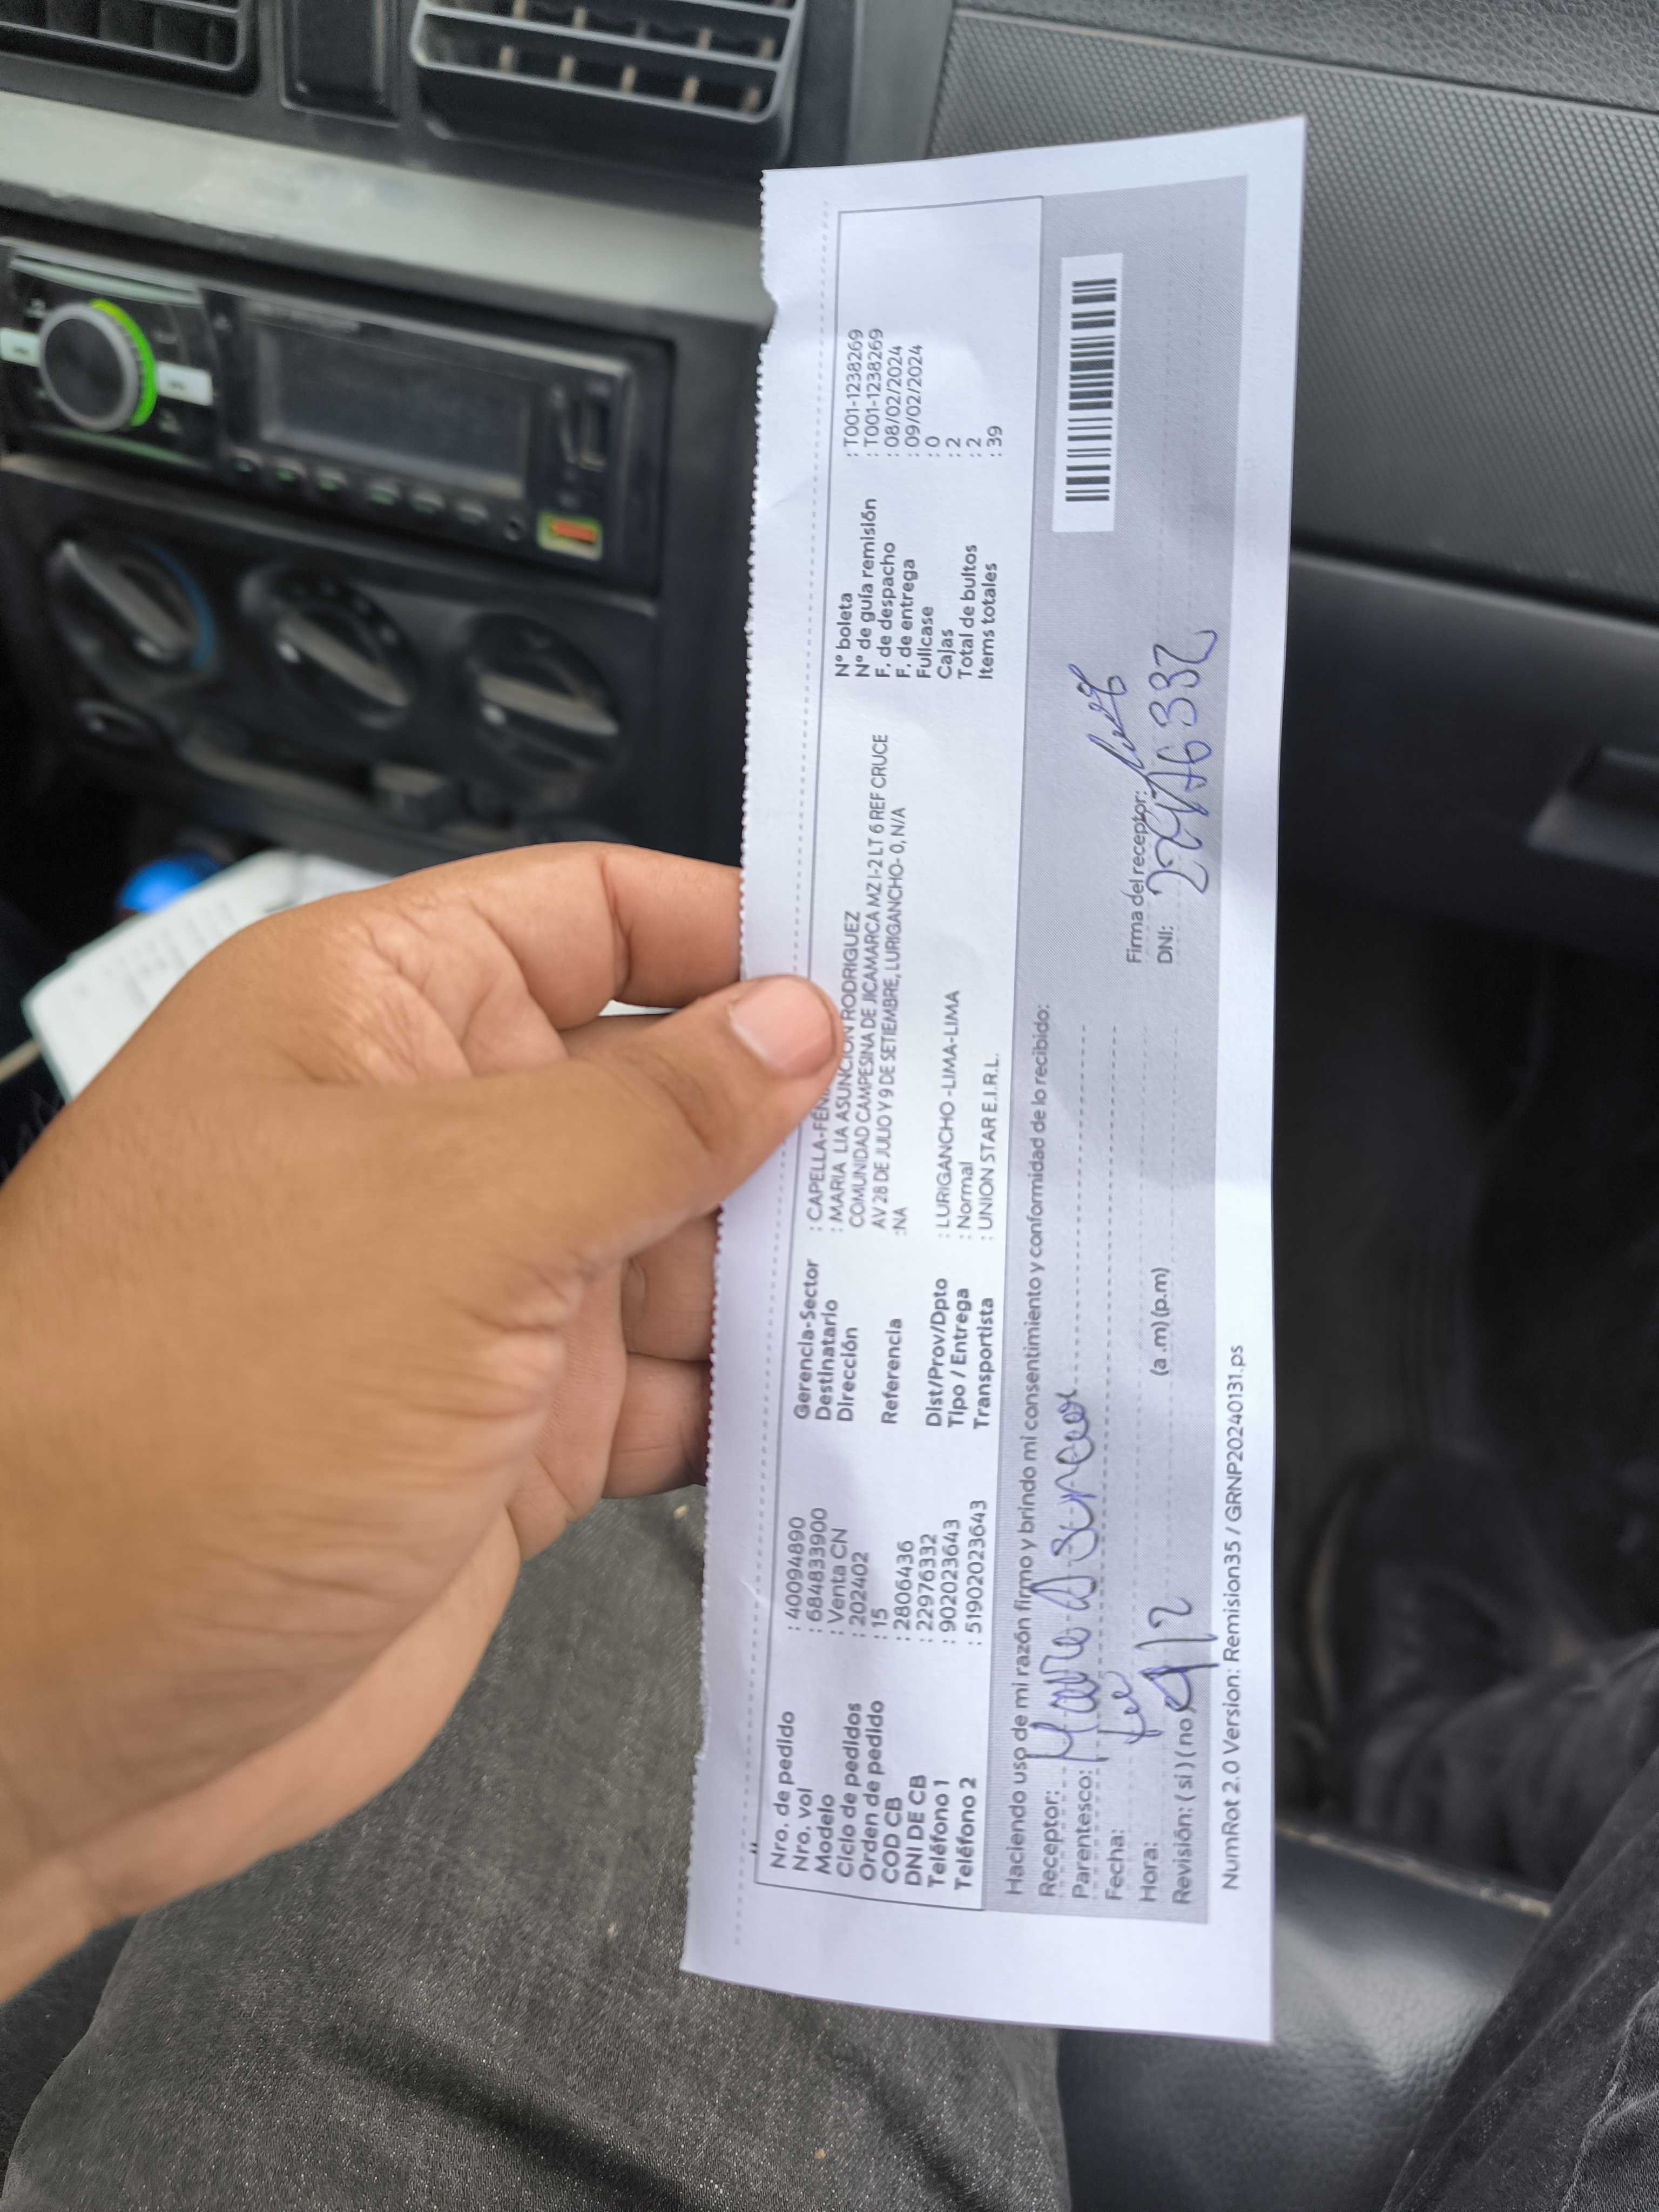 Nro. de pedido : 40094890
Nro. vol : 684833900
Modelo : Venta CN
Ciclo de pedidos : 202402
Orden de pedido : 15
COD CB : 2806436
DNI DE CB : 22976332
Teléfono 1 : 902023643
Teléfono 2 : 51902023643
Gerencia-Sector : CAPELLA-
Destinatario : MARIA LIA ASUNCION RODRIGUEZ
Dirección COMUNIDAD CAMPESINA DE JICAMARCA MZ I-2 LT 6 REF CRUCE
AV 28 DE JULIO Y 9 DE SETIEMBRE, LURIGANCHO- 0, N/A
Referencia :NA
Dist/Prov/Dpto : LURIGANCHO -LIMA-LIMA
Tipo / Entrega : Normal
Transportista : UNION STAR E.I.R.L.
N° boleta : T001-1238269
N° de guía remisión : T001-1238269
F. de despacho : 08/02/2024
F. de entrega : 09/02/2024
Fullcase : 0
Cajas : 2
Total de bultos : 2
Items totales : 39
Haciendo uso de mi razón firmo y brindo mi consentimiento y conformidad de lo recibido:
Receptor:
Parentesco:
Fecha:
Hora: (a .m) (p.m)
Revisión: ( si ) ( no )
Firma del receptor:
DNI: 22976332
NumRot 2.0 Version: Remision35 / GRNP20240131.ps